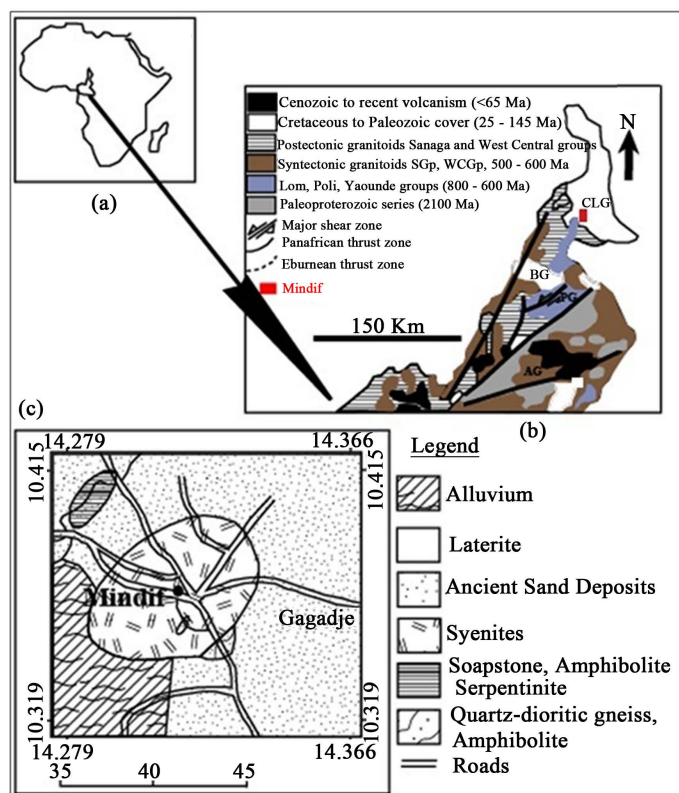 (a)
Cenozoic to recent volcanism (<65 Ma)
Cretaceous to Paleozoic cover (25 - 145 Ma)
Postectonic granitoids Sanaga and West Central groups
Syntectonic granitoids SGp, WCGp, 500 - 600 Ma
Lom, Poli, Yaounde groups (800 - 600 Ma)
Paleoproterozoic series (2100 Ma)
Major shear zone
Panafrican thrust zone
Eburnean thrust zone
Mindif
N
CLG
BG
PG
AG
150 Km
(b)
(c)
14.279 14.366
10.415 10.415
Mindif
Gagadje
10.319 10.319
14.279 14.366
35 40 45
Legend
Alluvium
Laterite
Ancient Sand Deposits
Syenites
Soapstone, Amphibolite
Serpentinite
Quartz-dioritic gneiss,
Amphibolite
Roads